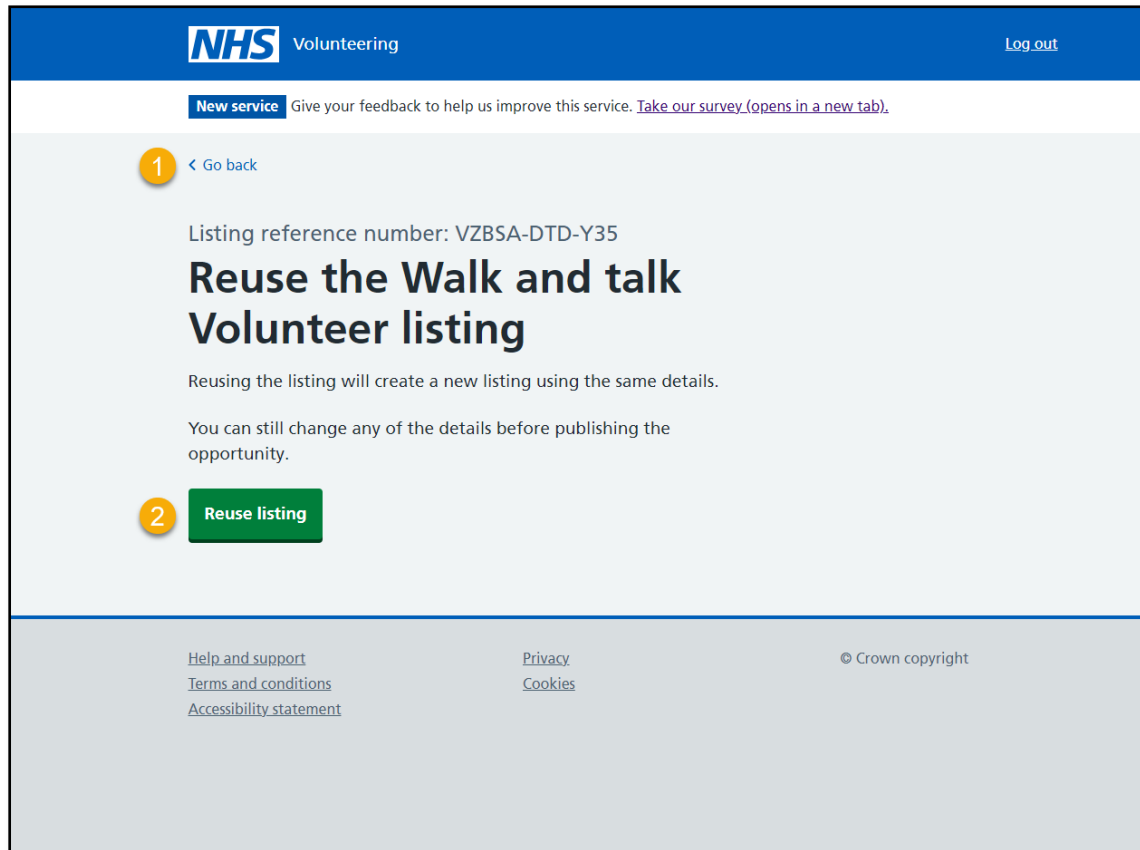 NHS Volunteering Log out
New service Give your feedback to help us improve this service. Take our survey (opens in a new tab).
1 Go back
Listing reference number: VZBSA-DTD-Y35
Reuse the Walk and talk
Volunteer listing
Reusing the listing will create a new listing using the same details.
You can still change any of the details before publishing the
opportunity.
2 Reuse listing
Help and support Privacy © Crown copyright
Terms and conditions Cookies
Accessibility statement